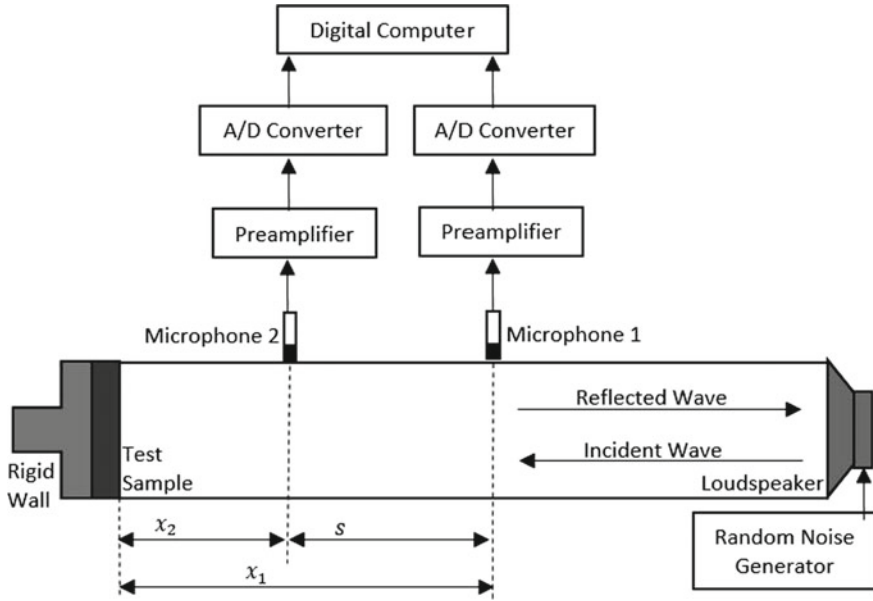 Digital Computer
A/D Converter
A/D Converter
Preamplifier
Preamplifier
Microphone 2
Microphone 1
Reflected Wave
Incident Wave
Rigid
Wall
Test
Sample
Loudspeaker
x₂
s
x₁
Random Noise
Generator